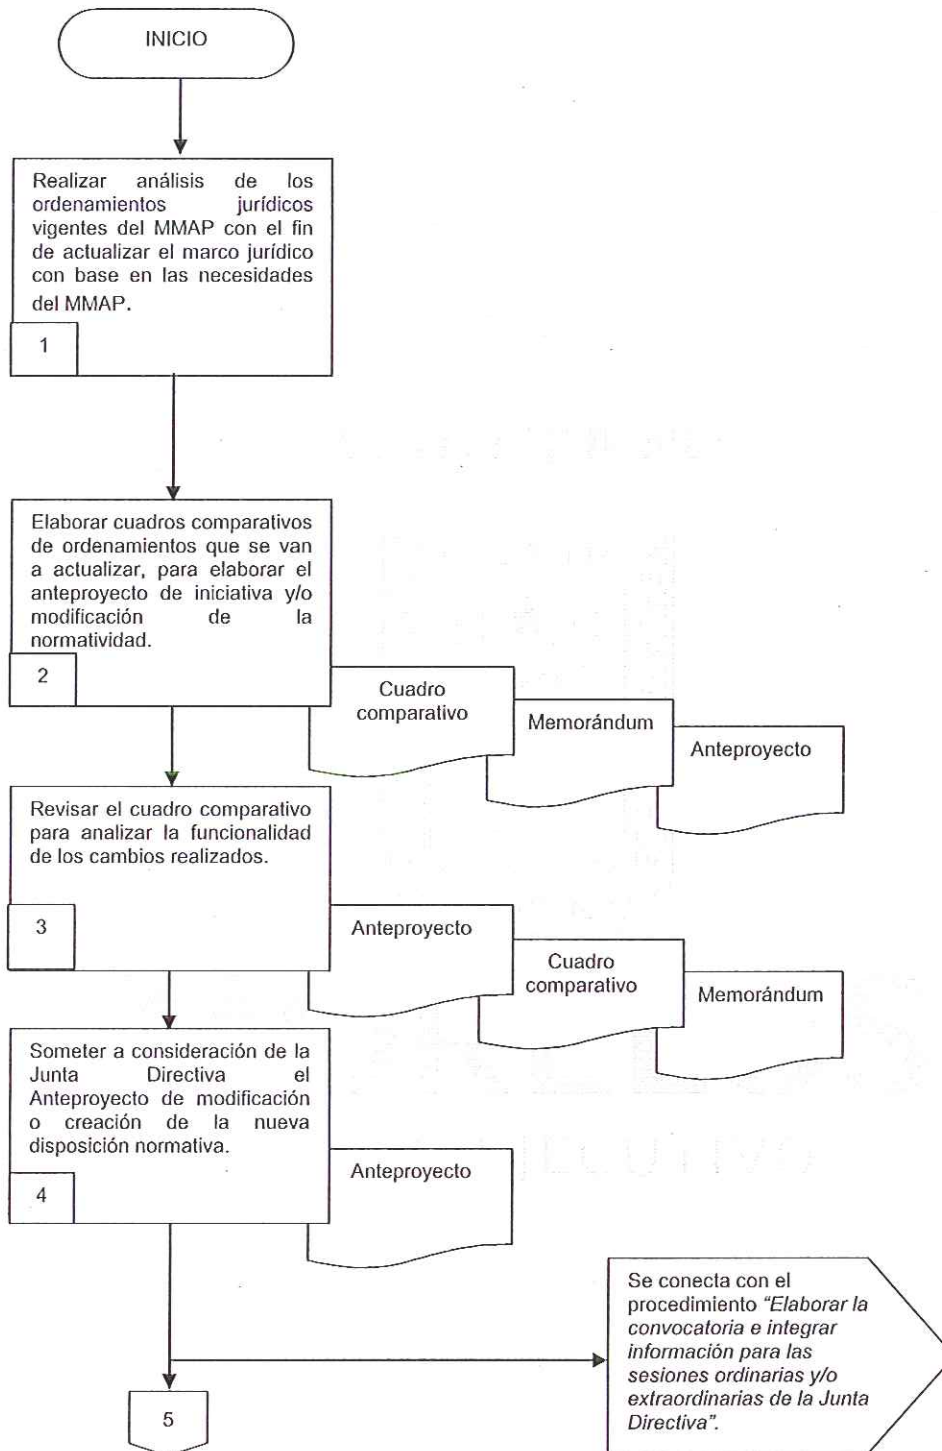 INICIO
Realizar análisis de los
ordenamientos jurídicos
vigentes del MMAP con el fin
de actualizar el marco jurídico
con base en las necesidades
del MMAP.
1
Elaborar cuadros comparativos
de ordenamientos que se van
a actualizar, para elaborar el
anteproyecto de iniciativa y/o
modificación de la
normatividad.
2
Cuadro
comparativo
Memorándum
Anteproyecto
Revisar el cuadro comparativo
para analizar la funcionalidad
de los cambios realizados.
3
Anteproyecto
Cuadro
comparativo
Memorándum
Someter a consideración de la
Junta Directiva el
Anteproyecto de modificación
o creación de la nueva
disposición normativa.
4
Anteproyecto
Se conecta con el
procedimiento "Elaborar la
convocatoria e integrar
información para las
sesiones ordinarias y/o
extraordinarias de la Junta
Directiva".
5